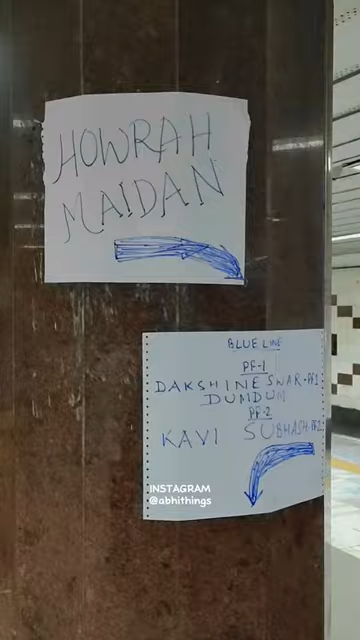 HOWRAH
MAIDAN
BLUE LINE
PF-1
DAKSHINESWAR-PF1
DUMDUM
PF-2
KAVI SUBHASH-PF2
INSTAGRAM
@abhithings